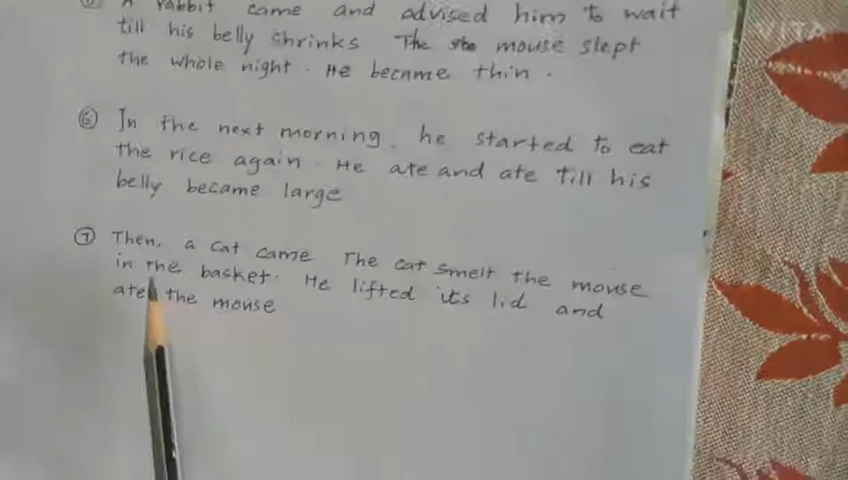 ⑤ A rabbit came and advised him to wait
till his belly shrinks The mouse slept
the whole night. He became thin.
⑥ In the next morning, he started to eat
the rice again. He ate and ate till his
belly became large
⑦ Then, a cat came The cat smelt the mouse
in the basket. He lifted its lid and
ate the mouse